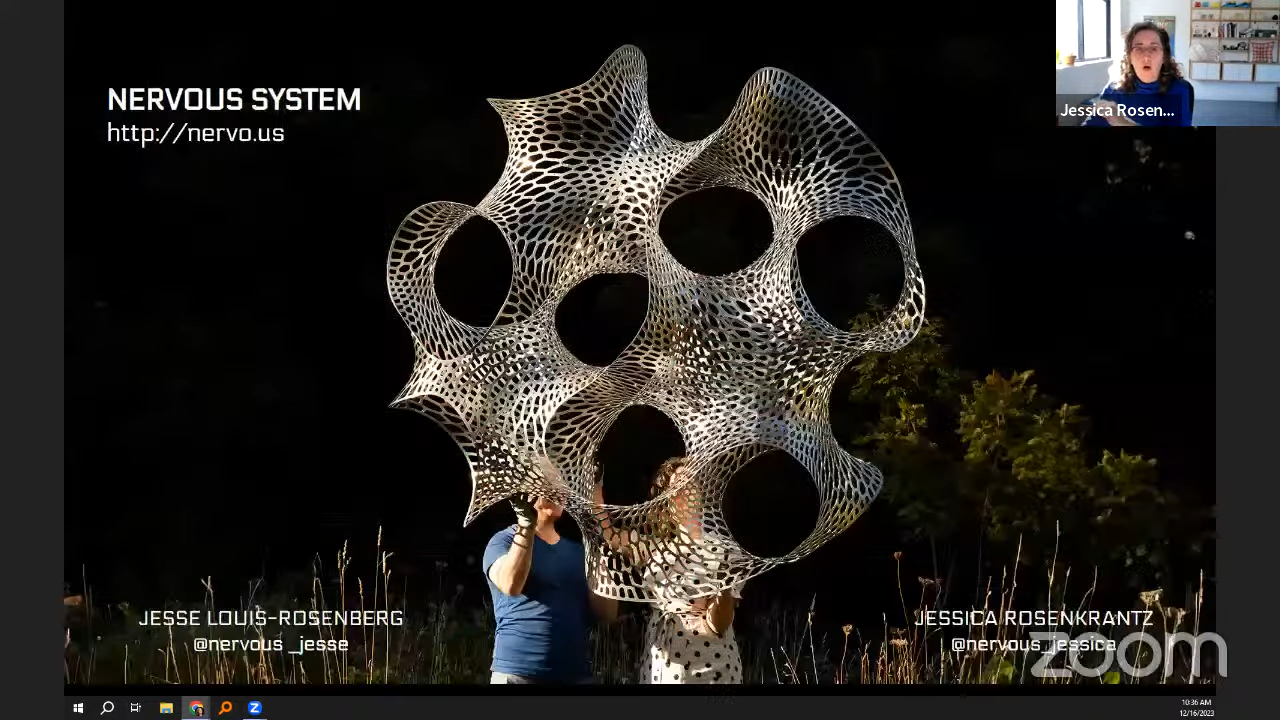 NERVOUS SYSTEM
http://nervo.us
Jessica Rosen...
JESSE LOUIS-ROSENBERG
@nervous_jesse
JESSICA ROSENKRANTZ
@nervous_jessica
zoom
10:36 AM
12/16/2023